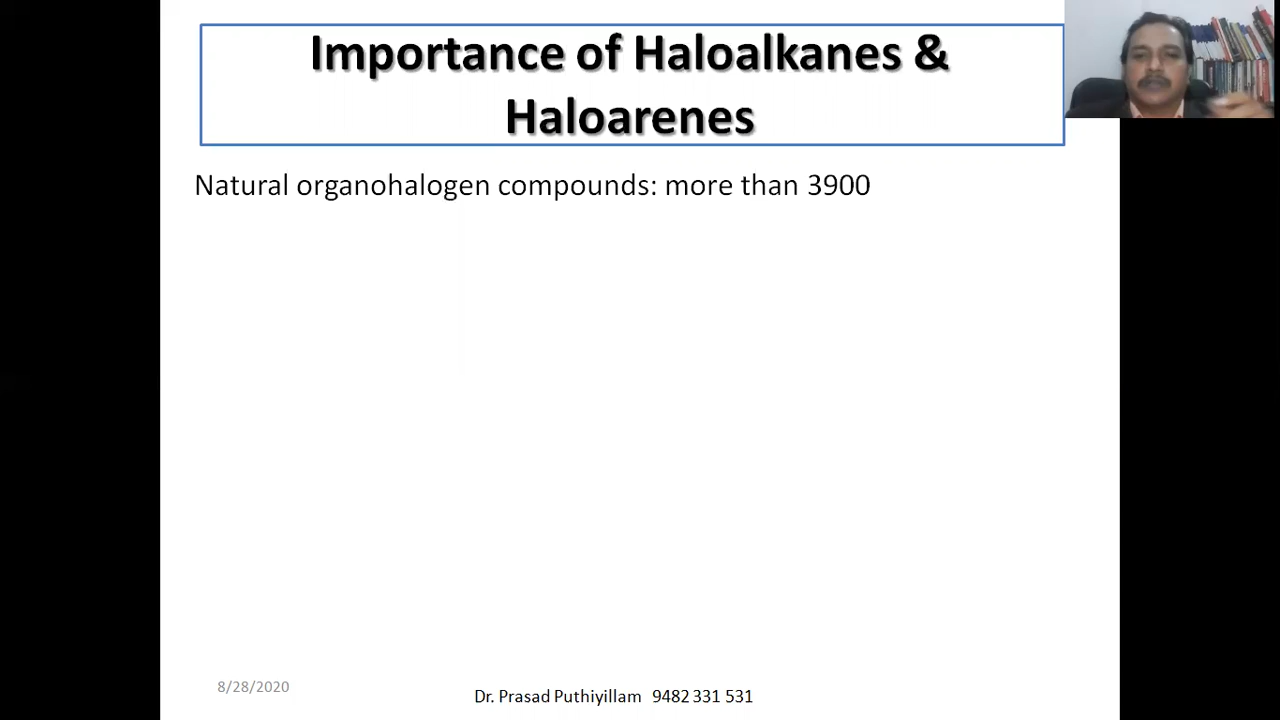 Importance of Haloalkanes &
Haloarenes
Natural organohalogen compounds: more than 3900
8/28/2020
Dr. Prasad Puthiyillam 9482 331 531